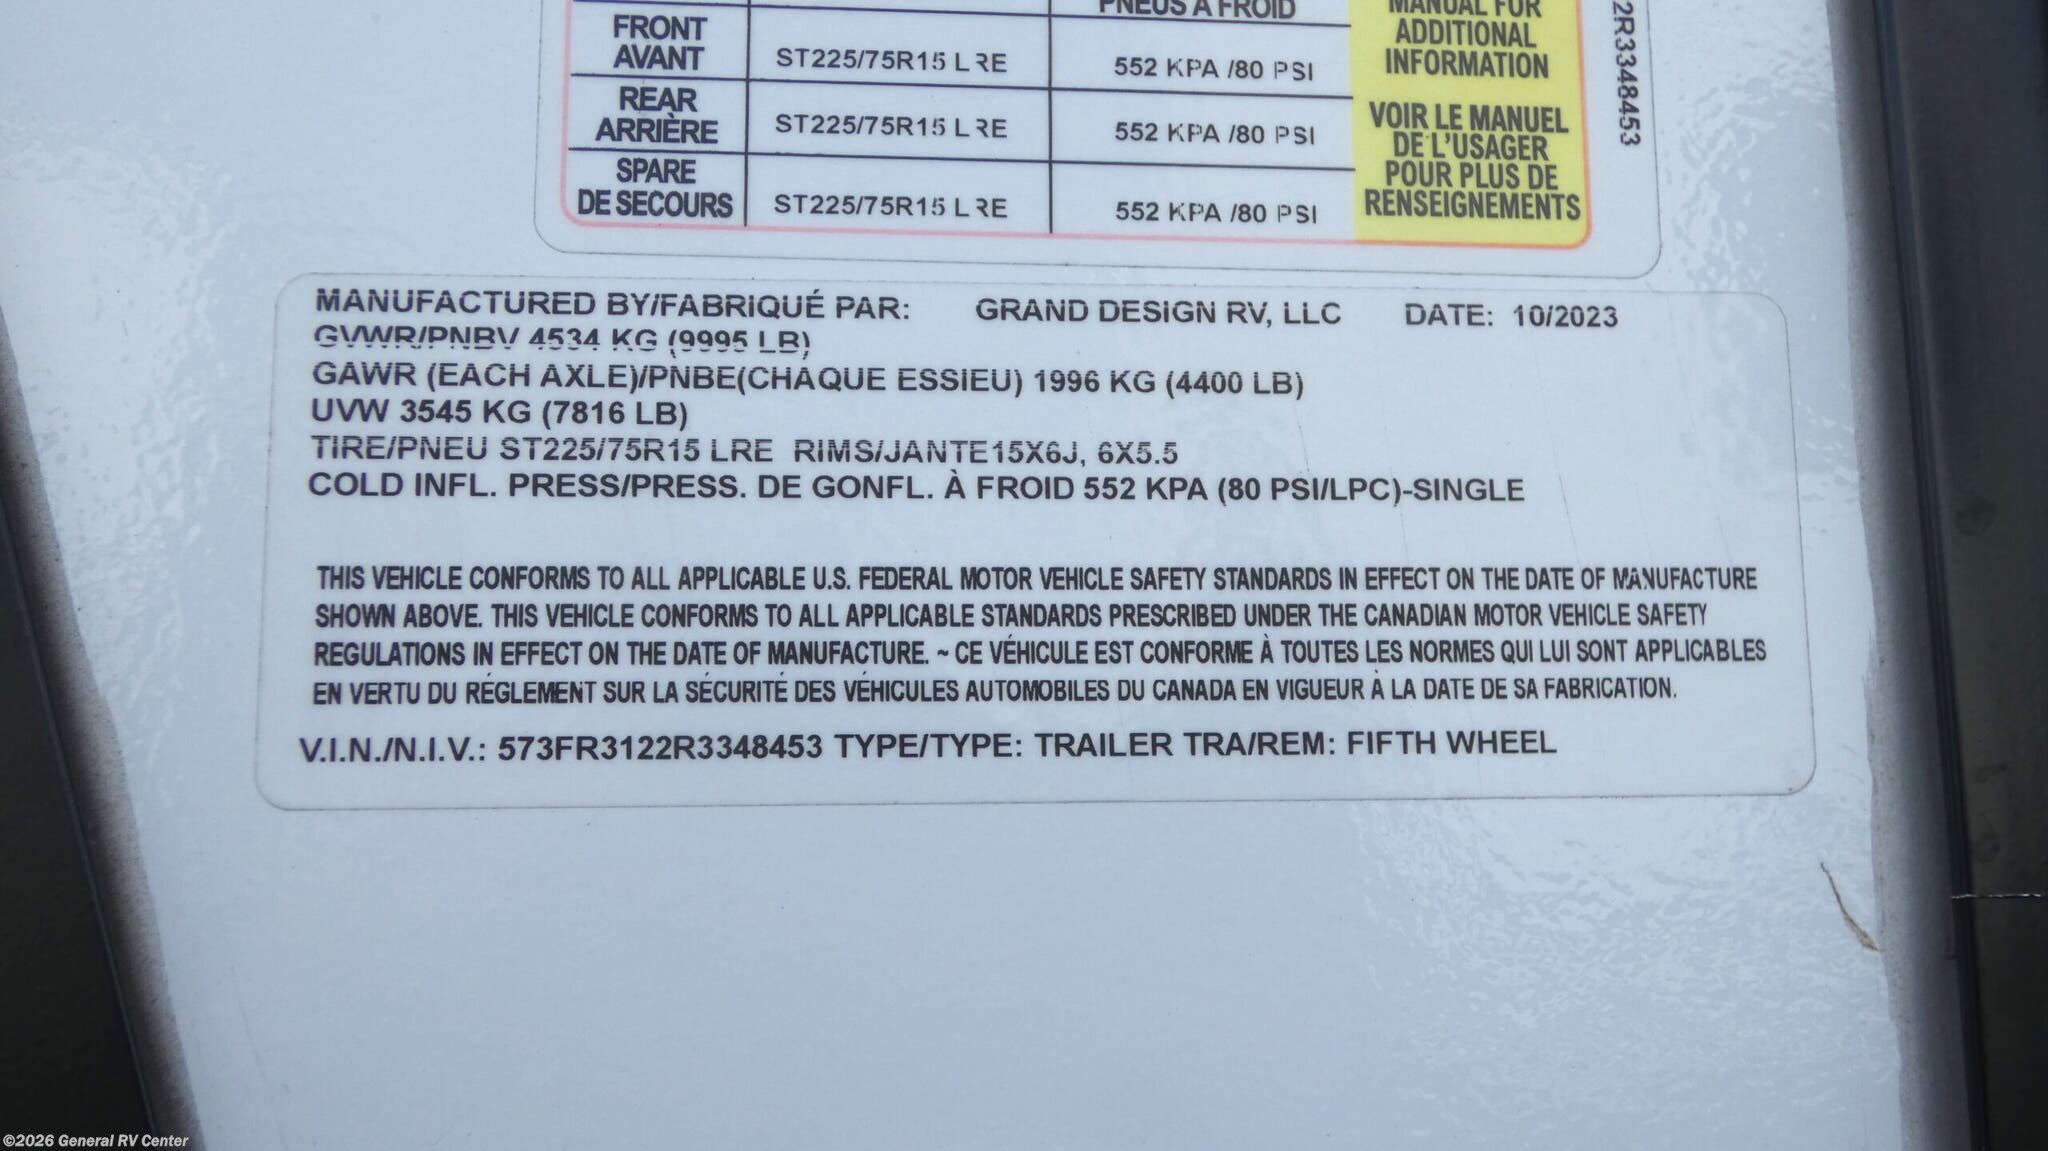 PNEUS À FROID
MANUAL FOR
ADDITIONAL
INFORMATION
FRONT
AVANT
ST225/75R15 LRE
552 KPA /80 PSI
REAR
ARRIÈRE
ST225/75R15 LRE
552 KPA /80 PSI
SPARE
DE SECOURS
ST225/75R15 LRE
552 KPA /80 PSI
VOIR LE MANUEL
DE L'USAGER
POUR PLUS DE
RENSEIGNEMENTS
2R3348453
MANUFACTURED BY/FABRIQUÉ PAR: GRAND DESIGN RV, LLC DATE: 10/2023
GVWR/PNBV 4534 KG (9995 LB)
GAWR (EACH AXLE)/PNBE(CHAQUE ESSIEU) 1996 KG (4400 LB)
UVW 3545 KG (7816 LB)
TIRE/PNEU ST225/75R15 LRE RIMS/JANTE15X6J, 6X5.5
COLD INFL. PRESS/PRESS. DE GONFL. À FROID 552 KPA (80 PSI/LPC)-SINGLE
THIS VEHICLE CONFORMS TO ALL APPLICABLE U.S. FEDERAL MOTOR VEHICLE SAFETY STANDARDS IN EFFECT ON THE DATE OF MANUFACTURE
SHOWN ABOVE. THIS VEHICLE CONFORMS TO ALL APPLICABLE STANDARDS PRESCRIBED UNDER THE CANADIAN MOTOR VEHICLE SAFETY
REGULATIONS IN EFFECT ON THE DATE OF MANUFACTURE. ~ CE VÉHICULE EST CONFORME À TOUTES LES NORMES QUI LUI SONT APPLICABLES
EN VERTU DU RÉGLEMENT SUR LA SÉCURITÉ DES VÉHICULES AUTOMOBILES DU CANADA EN VIGUEUR À LA DATE DE SA FABRICATION.
V.I.N./N.I.V.: 573FR3122R3348453 TYPE/TYPE: TRAILER TRA/REM: FIFTH WHEEL
©2026 General RV Center